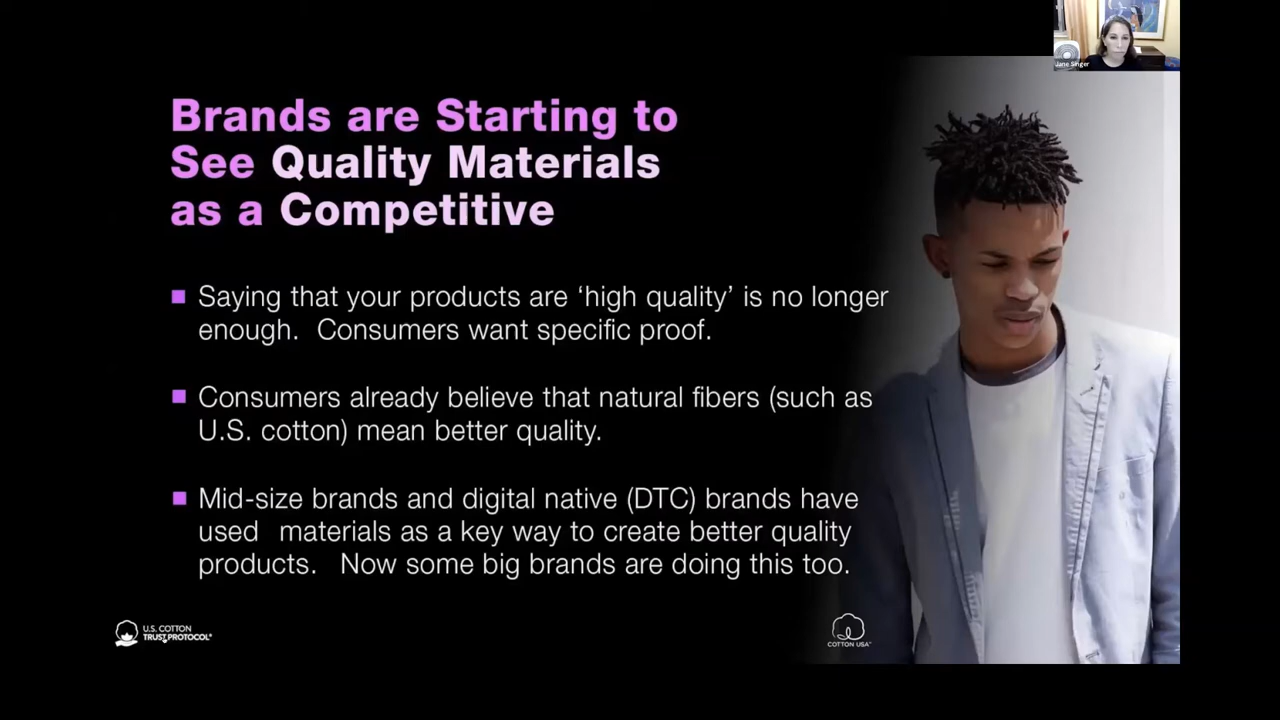 Jane Singer
Brands are Starting to
See Quality Materials
as a Competitive
Saying that your products are ‘high quality’ is no longer
enough. Consumers want specific proof.
Consumers already believe that natural fibers (such as
U.S. cotton) mean better quality.
Mid-size brands and digital native (DTC) brands have
used materials as a key way to create better quality
products. Now some big brands are doing this too.
U.S. COTTON
TRUST PROTOCOL®
COTTON USA™